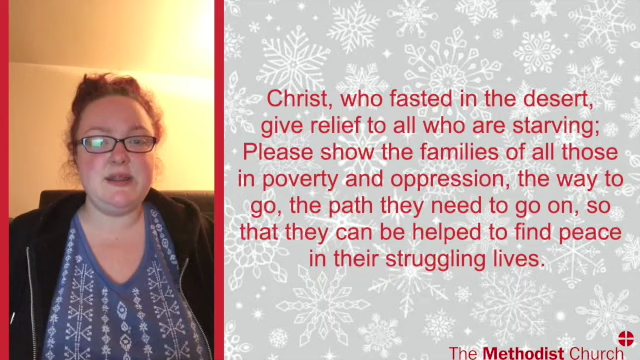 Christ, who fasted in the desert,
give relief to all who are starving;
Please show the families of all those
in poverty and oppression, the way to
go, the path they need to go on, so
that they can be helped to find peace
in their struggling lives.
The Methodist Church